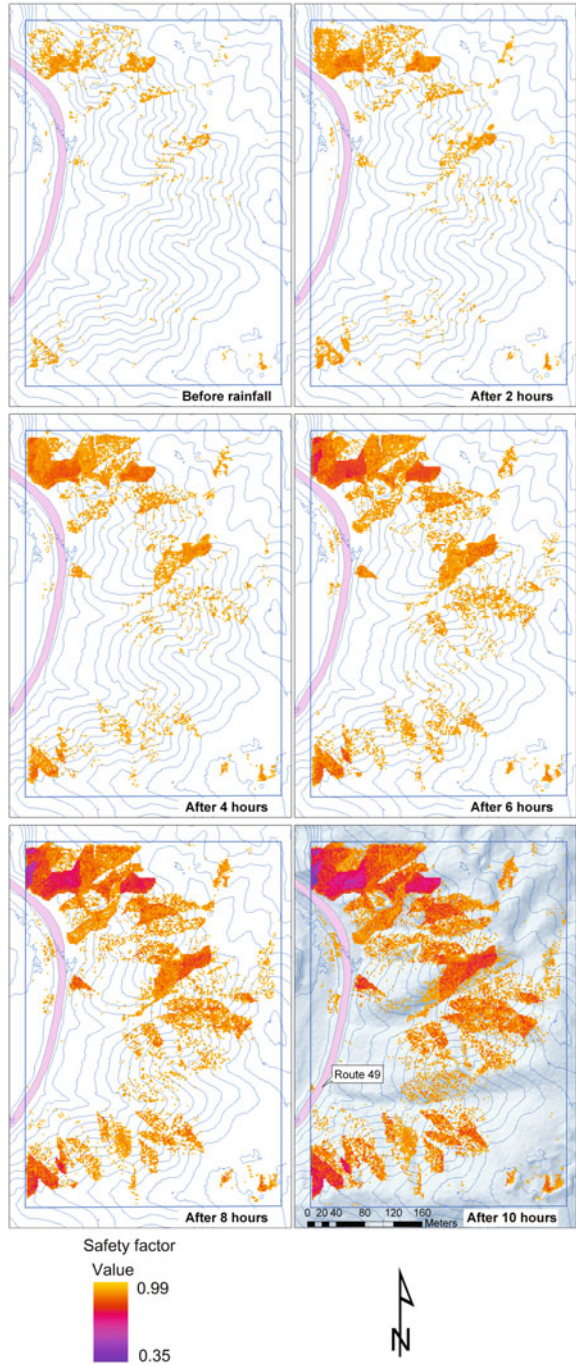 Before rainfall
After 2 hours
After 4 hours
After 6 hours
After 8 hours
Route 49
0 20 40 80 120 160
Meters
After 10 hours
Safety factor
Value
0.99
0.35
N